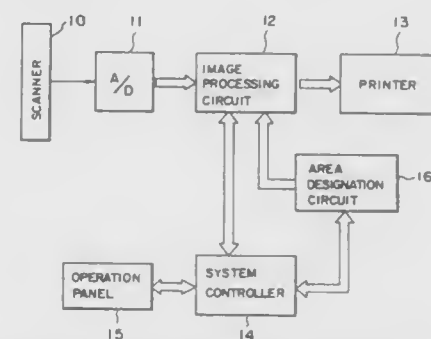 10
11
12
13
SCANNER
A/D
IMAGE
PROCESSING
CIRCUIT
PRINTER
AREA
DESIGNATION
CIRCUIT
16
OPERATION
PANEL
SYSTEM
CONTROLLER
15
14